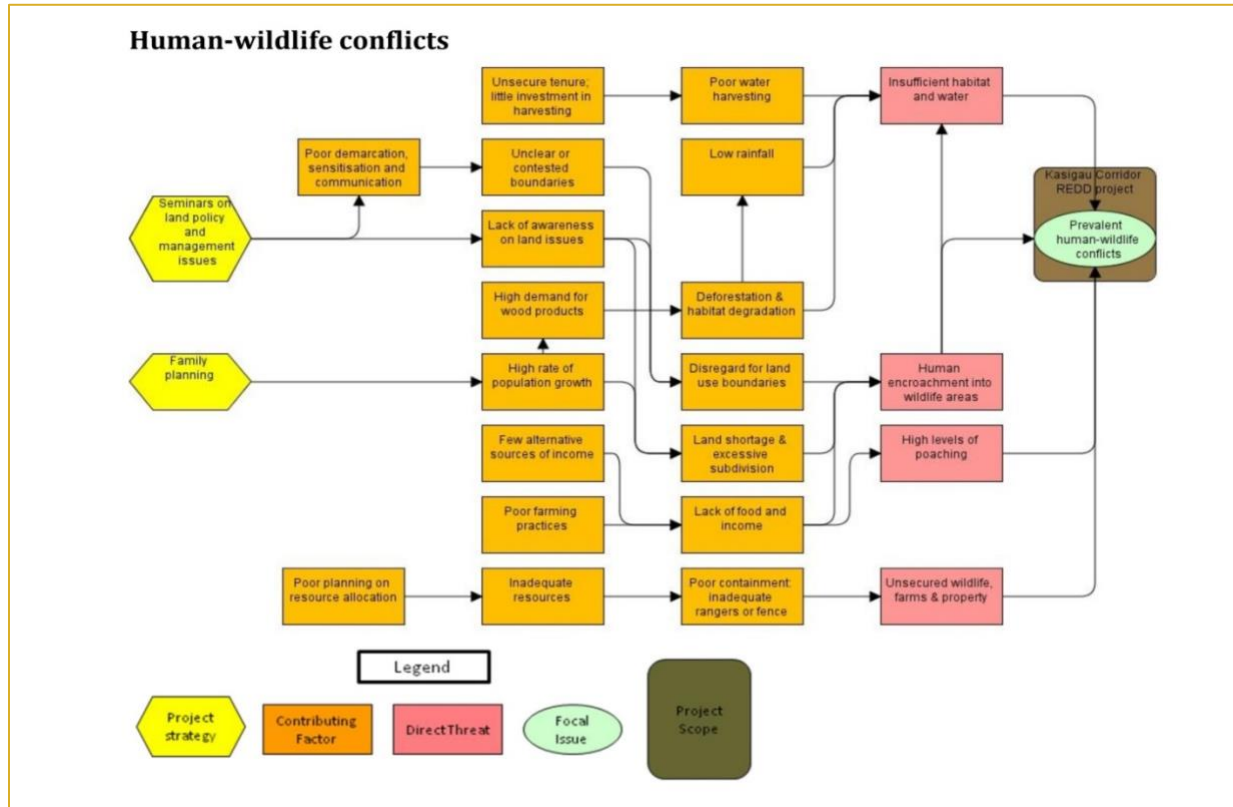 Human-wildlife conflicts
Unsecure tenure;
little investment in
harvesting
Poor water
harvesting
Insufficient habitat
and water
Poor demarcation,
sensitisation and
communication
Unclear or
contested
boundaries
Low rainfall
Kasigau Corridor
REDD project
Seminars on
land policy
and
management
issues
Lack of awareness
on land issues
Prevalent
human-wildlife
conflicts
High demand for
wood products
Deforestation &
habitat degradation
Family
planning
High rate of
population growth
Disregard for land
use boundaries
Human
encroachment into
wildlife areas
Few alternative
sources of income
Land shortage &
excessive
subdivision
High levels of
poaching
Poor farming
practices
Lack of food and
income
Poor planning on
resource allocation
Inadequate
resources
Poor containment:
inadequate
rangers or fence
Unsecured wildlife,
farms & property
Legend
Project
strategy
Contributing
Factor
DirectThreat
Focal
Issue
Project
Scope